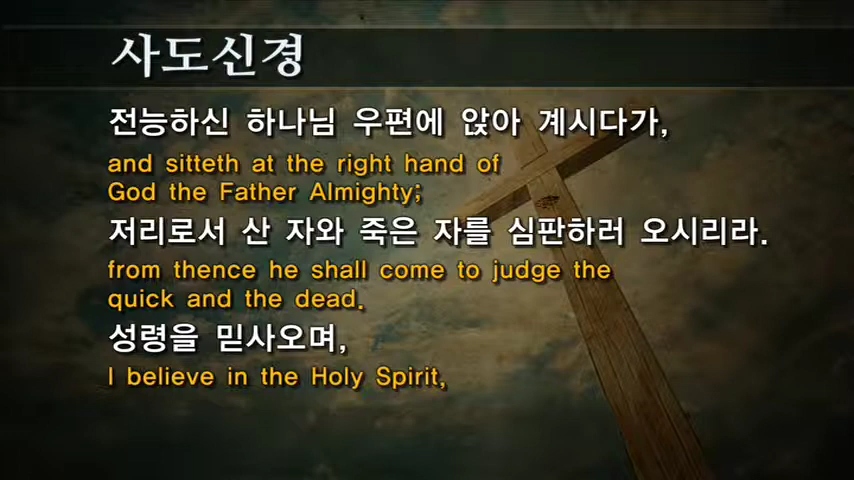 사도신경
전능하신 하나님 우편에 앉아 계시다가,
and sitteth at the right hand of
God the Father Almighty;
저리로서 산 자와 죽은 자를 심판하러 오시리라.
from thence he shall come to judge the
quick and the dead.
성령을 믿사오며,
I believe in the Holy Spirit,